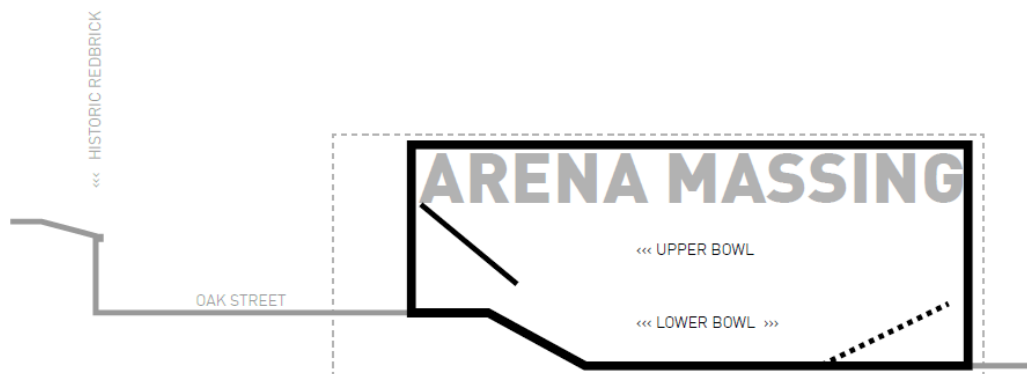 ‹‹‹ HISTORIC REDBRICK
ARENA MASSING
‹‹‹ UPPER BOWL
OAK STREET
‹‹‹ LOWER BOWL ›››